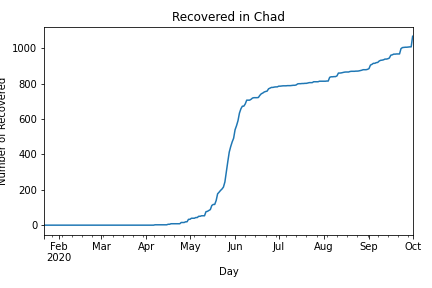 Recovered in Chad
Number of Recovered
1000
800
600
400
200
0
Feb
2020
Mar
Apr
May
Jun
Jul
Aug
Sep
Oct
Day